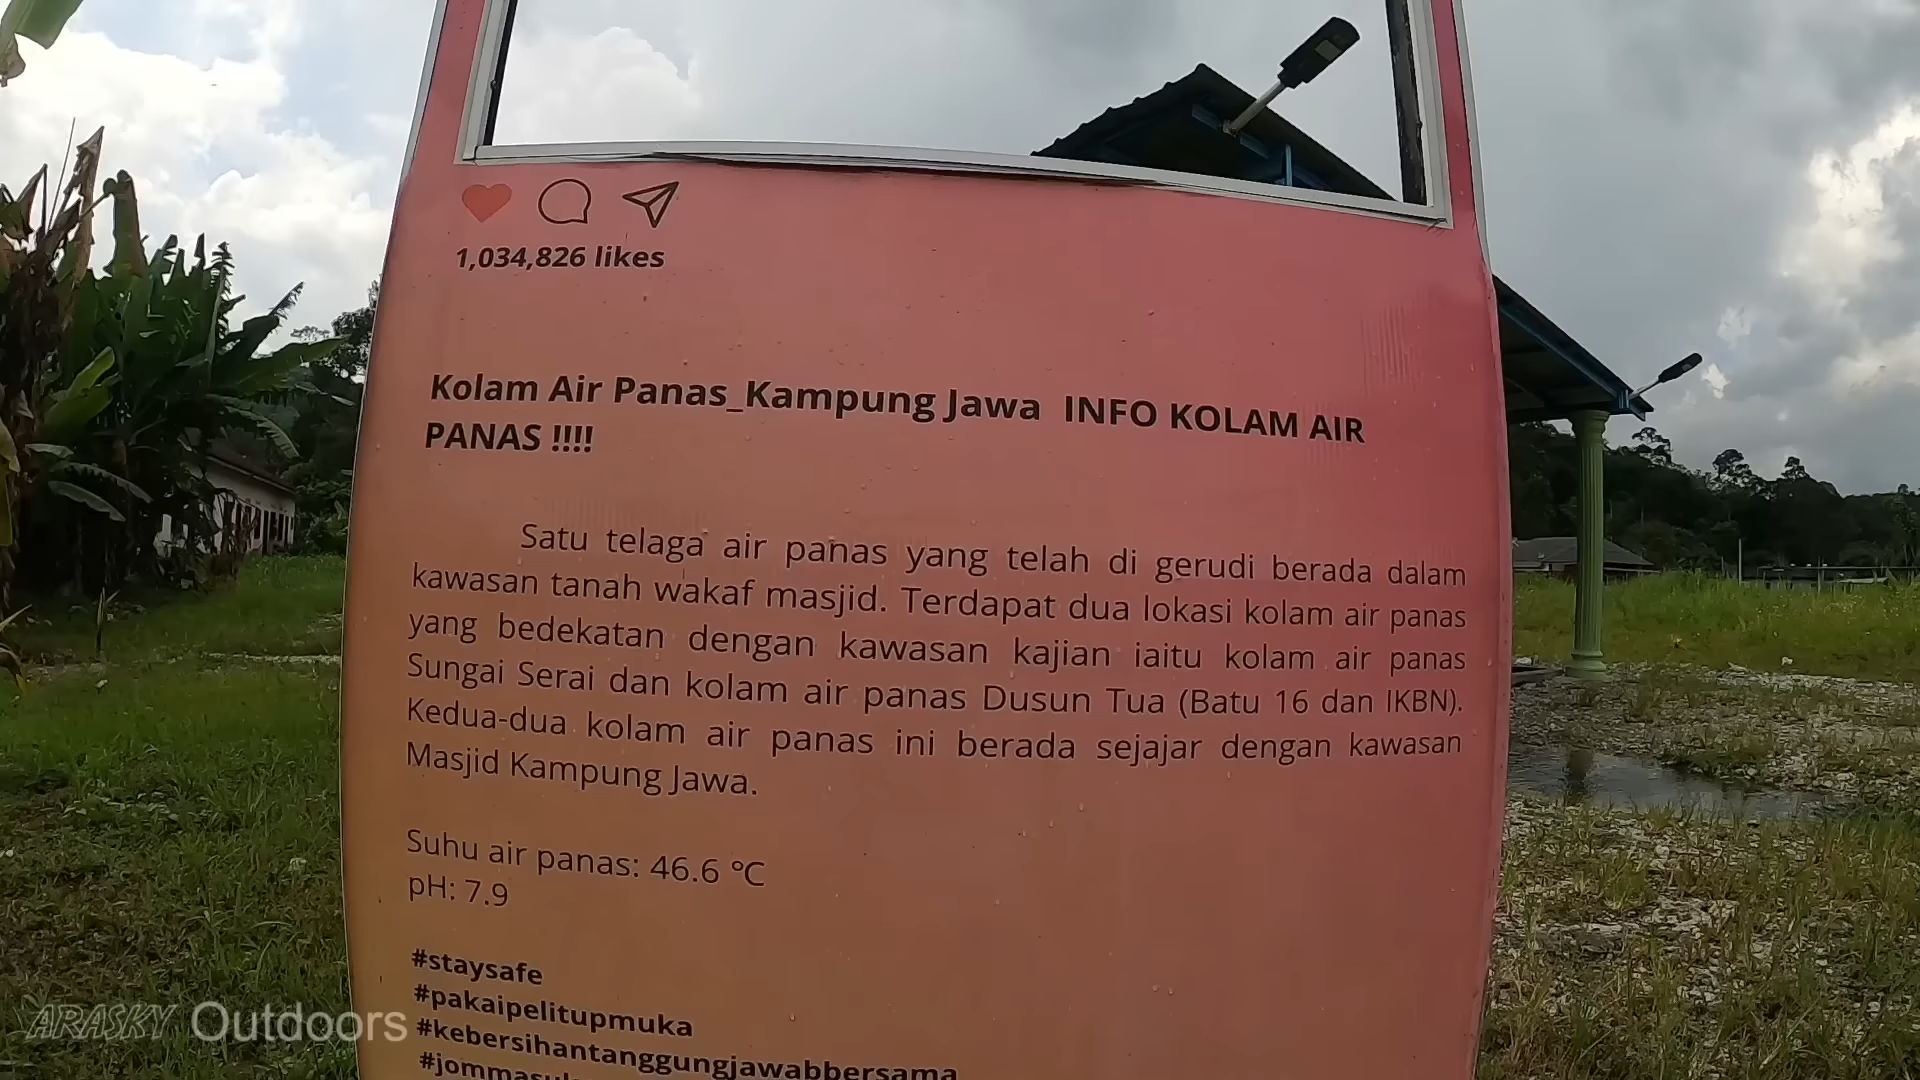 1,034,826 likes
Kolam Air Panas_Kampung Jawa INFO KOLAM AIR
PANAS !!!!
Satu telaga air panas yang telah di gerudi berada dalam
kawasan tanah wakaf masjid. Terdapat dua lokasi kolam air panas
yang bedekatan dengan kawasan kajian iaitu kolam air panas
Sungai Serai dan kolam air panas Dusun Tua (Batu 16 dan IKBN).
Kedua-dua kolam air panas ini berada sejajar dengan kawasan
Masjid Kampung Jawa.
Suhu air panas: 46.6 °C
pH: 7.9
#staysafe
#pakaipelitupmuka
#kebersihantanggungjawabbersama
ARASKY Outdoors